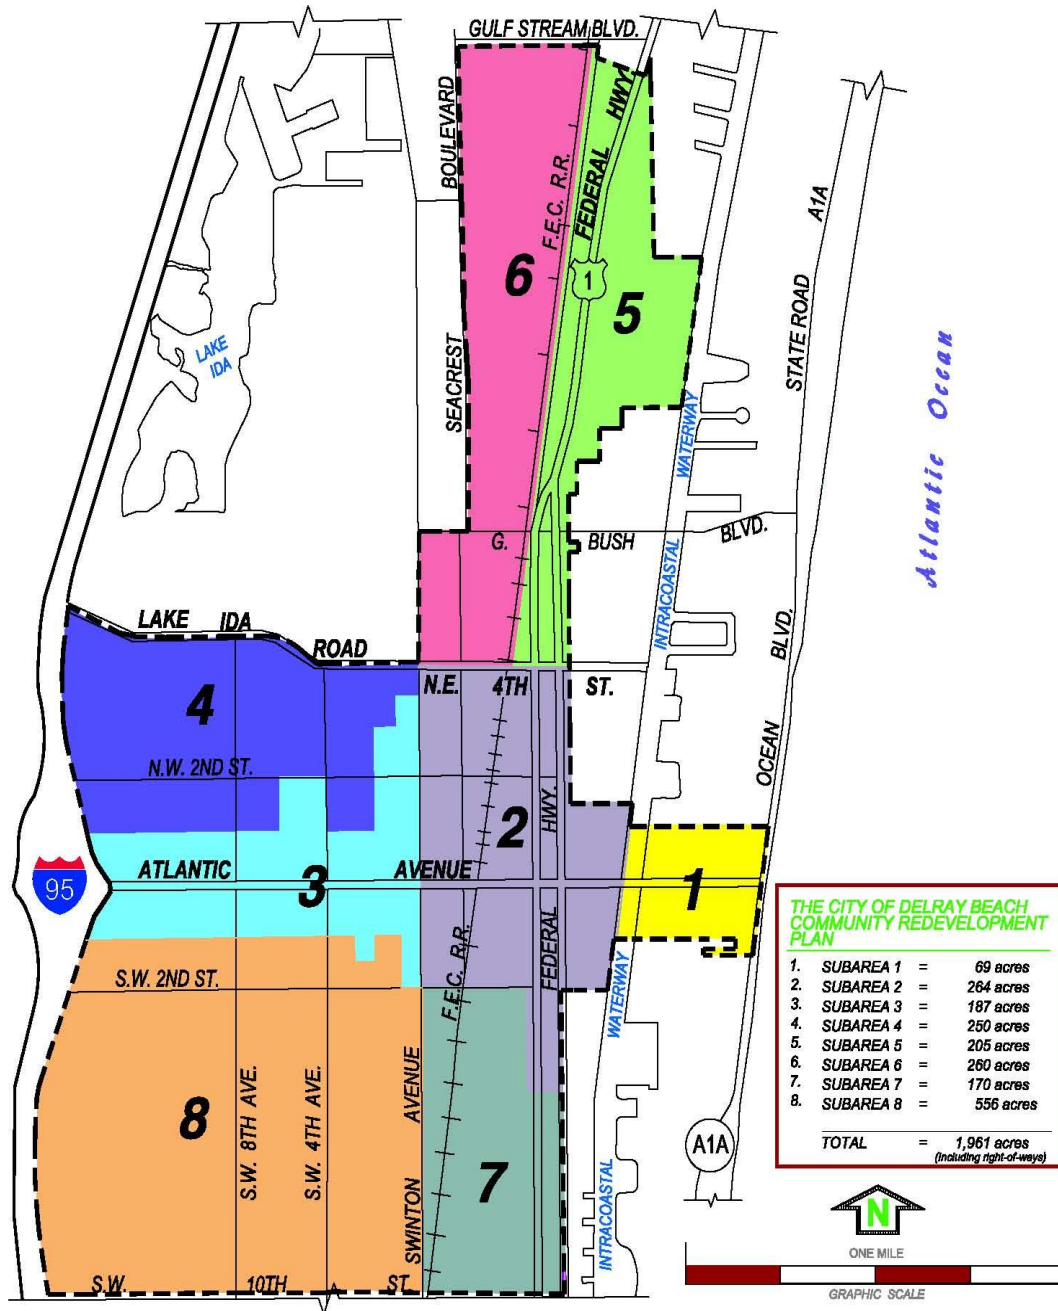 GULF STREAM BLVD.
BOULEVARD
SEACREST
F.E.C. R.R.
FEDERAL HWY.
1
6
5
STATE ROAD A1A
Atlantic Ocean
LAKE
IDA
WATERWAY
INTRACOASTAL
G. BUSH BLVD.
LAKE IDA ROAD
N.E. 4TH ST.
OCEAN BLVD.
4
N.W. 2ND ST.
2
HWY.
FEDERAL
ATLANTIC AVENUE
3
1
95
F.E.C. R.R.
S.W. 2ND ST.
WATERWAY
INTRACOASTAL
8
S.W. 8TH AVE.
S.W. 4TH AVE.
SWINTON AVENUE
7
S.W. 10TH ST.
A1A
THE CITY OF DELRAY BEACH
COMMUNITY REDEVELOPMENT
PLAN
1. SUBAREA 1 = 69 acres
2. SUBAREA 2 = 264 acres
3. SUBAREA 3 = 187 acres
4. SUBAREA 4 = 250 acres
5. SUBAREA 5 = 205 acres
6. SUBAREA 6 = 260 acres
7. SUBAREA 7 = 170 acres
8. SUBAREA 8 = 556 acres
TOTAL = 1,961 acres
(including right-of-ways)
N
ONE MILE
GRAPHIC SCALE